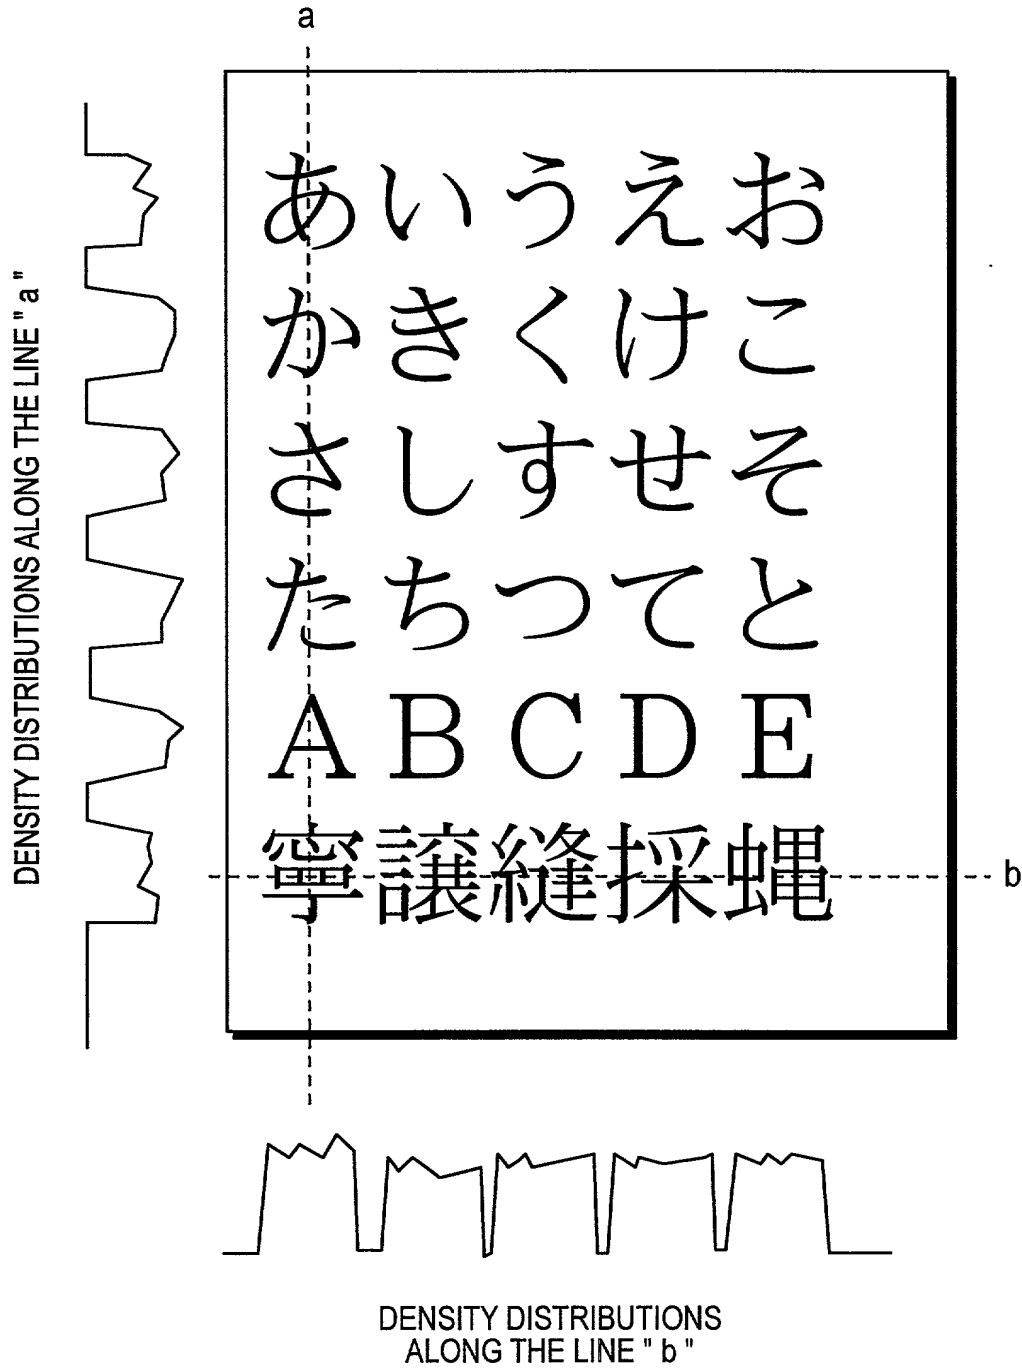 a
あいうえお
かきくけこ
さしすせそ
たちつてと
ABCDE
寧譲縫採蝿
b
DENSITY DISTRIBUTIONS ALONG THE LINE " a "
DENSITY DISTRIBUTIONS
ALONG THE LINE " b "